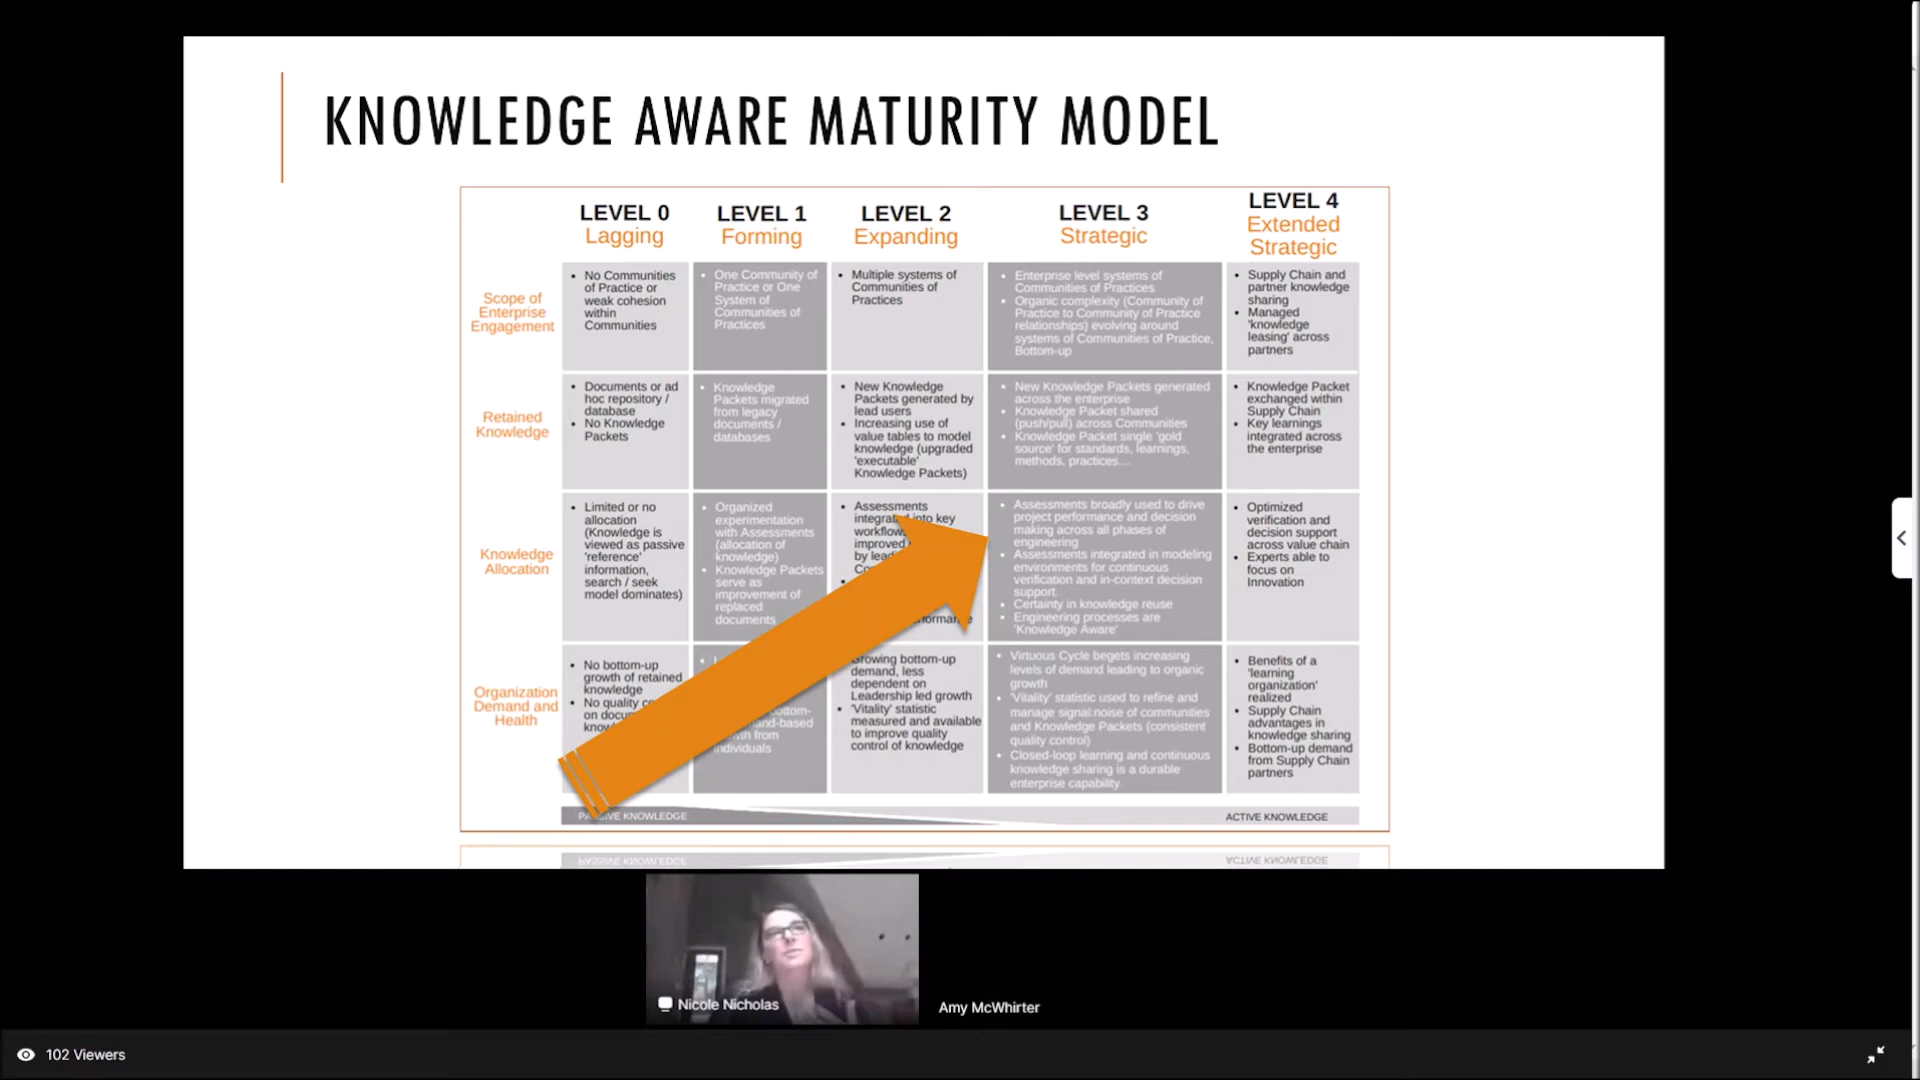 KNOWLEDGE AWARE MATURITY MODEL
LEVEL 0
Lagging
LEVEL 1
Forming
LEVEL 2
Expanding
LEVEL 3
Strategic
LEVEL 4
Extended
Strategic
Scope of
Enterprise
Engagement
• No Communities
of Practice or
weak cohesion
within
Communities
• One Community of
Practice or One
System of
Communities of
Practices
• Multiple systems of
Communities of
Practices
• Enterprise level systems of
Communities of Practices
• Organic complexity (Community of
Practice to Community of Practice
relationships) evolving around
systems of Communities of Practice,
Bottom-up
• Supply Chain and
partner knowledge
sharing
• Managed
'knowledge
leasing' across
partners
Retained
Knowledge
• Documents or ad
hoc repository /
database
• No Knowledge
Packets
• Knowledge
Packets migrated
from legacy
documents /
databases
• New Knowledge
Packets generated by
lead users
• Increasing use of
value tables to model
knowledge (upgraded
'executable'
Knowledge Packets)
• New Knowledge Packets generated
across the enterprise
• Knowledge Packet shared
(push/pull) across Communities
• Knowledge Packet single 'gold
source' for standards, learnings,
methods, practices...
• Knowledge Packet
exchanged within
Supply Chain
• Key learnings
integrated across
the enterprise
Knowledge
Allocation
• Limited or no
allocation
(Knowledge is
viewed as passive
'reference'
information,
search / seek
model dominates)
• Organized
experimentation
with Assessments
(allocation of
knowledge)
• Knowledge Packets
serve as
improvement of
replaced
documents
• Assessments
integrated into key
workflows
improved
by
• Assessments broadly used to drive
project performance and decision
making across all phases of
engineering
• Assessments integrated in modeling
environments for continuous
verification and in-context decision
support.
• Certainty in knowledge reuse
• Engineering processes are
'Knowledge Aware'
• Optimized
verification and
decision support
across value chain
• Experts able to
focus on
Innovation
Organization
Demand and
Health
• No bottom-up
growth of retained
knowledge
• No quality
on
individuals
Growing bottom-up
demand, less
dependent on
Leadership led growth
• 'Vitality' statistic
measured and available
to improve quality
control of knowledge
• Virtuous Cycle begets increasing
levels of demand leading to organic
growth
• 'Vitality' statistic used to refine and
manage signal:noise of communities
and Knowledge Packets (consistent
quality control)
• Closed-loop learning and continuous
knowledge sharing is a durable
enterprise capability
• Benefits of a
'learning
organization'
realized
• Supply Chain
advantages in
knowledge sharing
• Bottom-up demand
from Supply Chain
partners
PASSIVE KNOWLEDGE
ACTIVE KNOWLEDGE
Nicole Nicholas
Amy McWhirter
102 Viewers